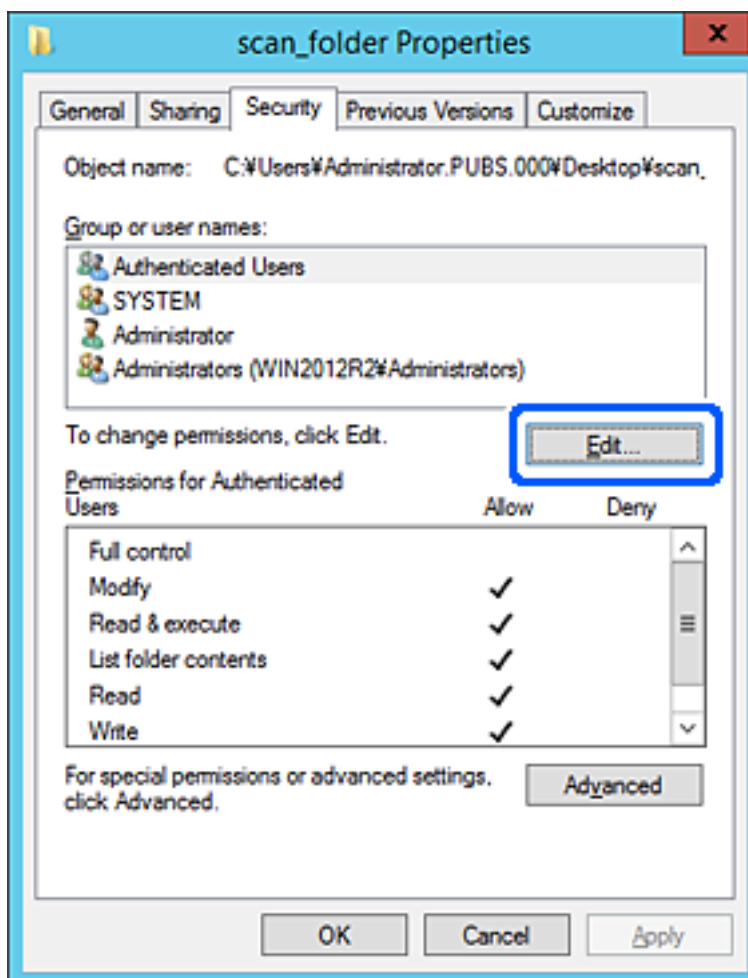 scan_folder Properties
x
General Sharing Security Previous Versions Customize
Object name: C:¥Users¥Administrator.PUBS.000¥Desktop¥scan_
Group or user names:
Authenticated Users
SYSTEM
Administrator
Administrators (WIN2012R2¥Administrators)
To change permissions, click Edit.
Edit...
Permissions for Authenticated
Users Allow Deny
Full control
Modify
Read & execute
List folder contents
Read
Write
For special permissions or advanced settings,
click Advanced.
Advanced
OK Cancel Apply